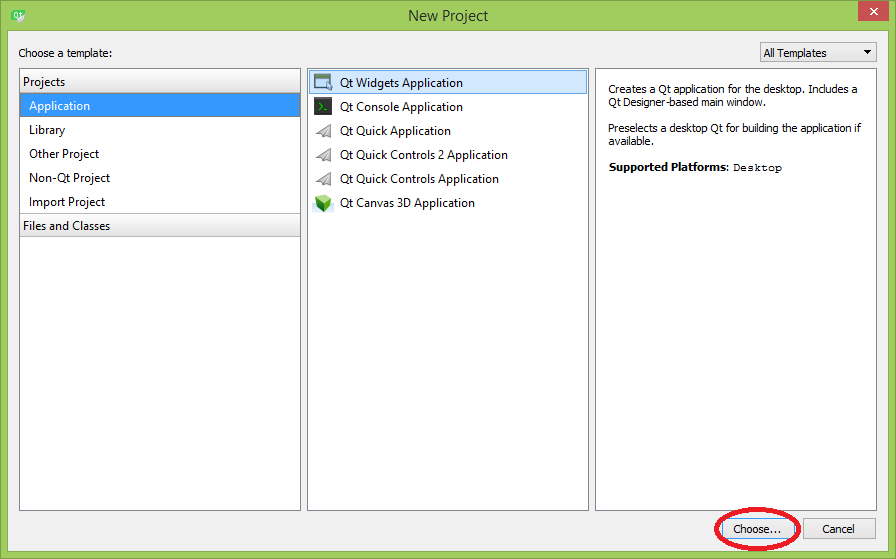 Qt
New Project
Choose a template:
All Templates
Projects
Application
Library
Other Project
Non-Qt Project
Import Project
Files and Classes
Qt Widgets Application
Qt Console Application
Qt Quick Application
Qt Quick Controls 2 Application
Qt Quick Controls Application
Qt Canvas 3D Application
Creates a Qt application for the desktop. Includes a
Qt Designer-based main window.
Preselects a desktop Qt for building the application if
available.
Supported Platforms: Desktop
Choose...
Cancel